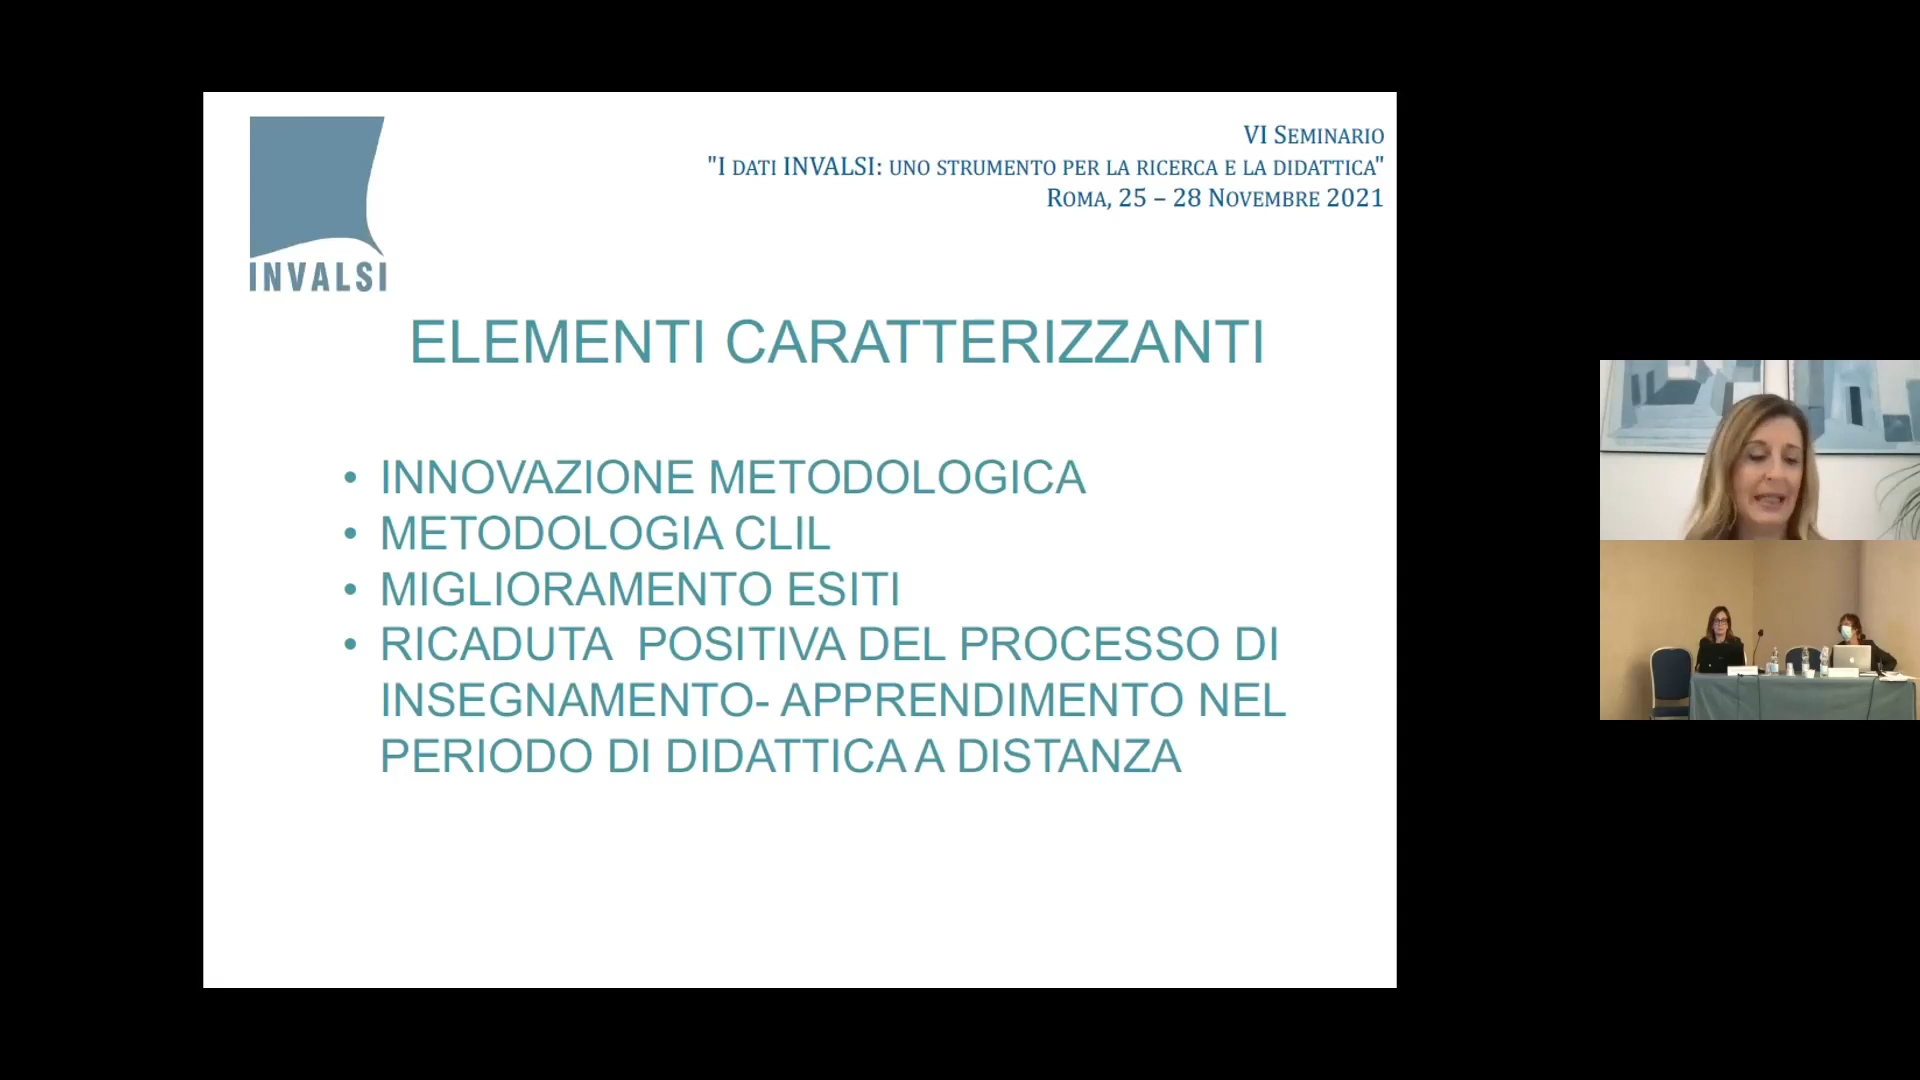 VI SEMINARIO
"I DATI INVALSI: UNO STRUMENTO PER LA RICERCA E LA DIDATTICA"
ROMA, 25 – 28 NOVEMBRE 2021
INVALSI
ELEMENTI CARATTERIZZANTI
• INNOVAZIONE METODOLOGICA
• METODOLOGIA CLIL
• MIGLIORAMENTO ESITI
• RICADUTA POSITIVA DEL PROCESSO DI
INSEGNAMENTO- APPRENDIMENTO NEL
PERIODO DI DIDATTICA A DISTANZA